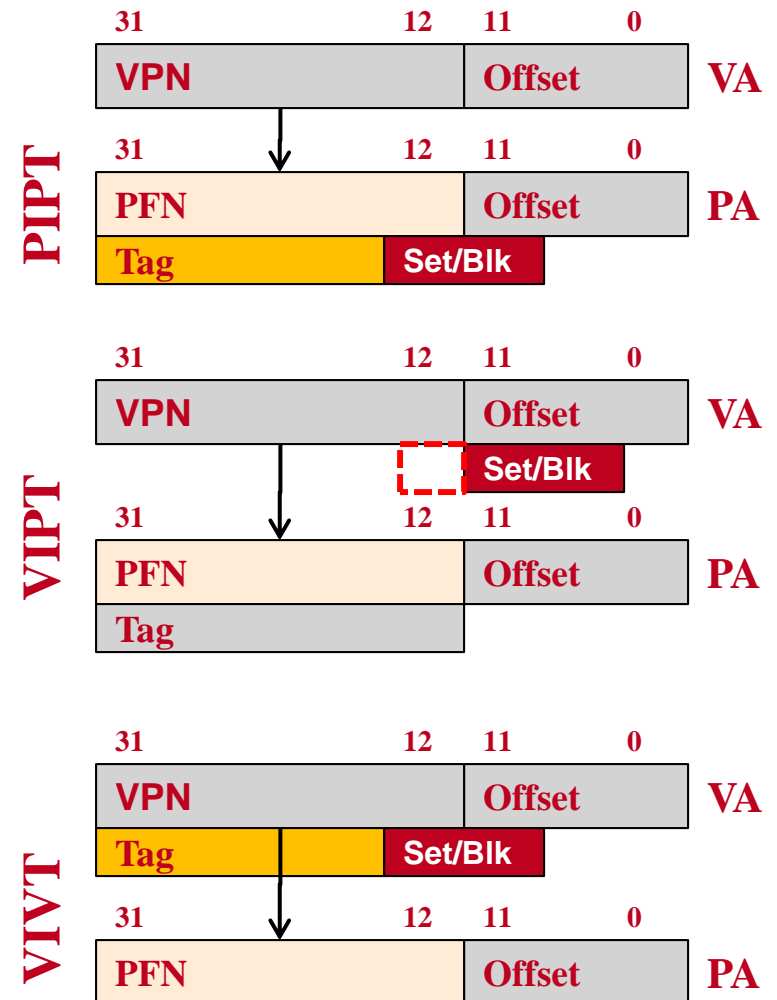 PIPT
31 12 11 0
VPN Offset VA
31 12 11 0
PFN Offset PA
Tag Set/Blk
VIPT
31 12 11 0
VPN Offset VA
Set/Blk
31 12 11 0
PFN Offset PA
Tag
VIVT
31 12 11 0
VPN Offset VA
Tag Set/Blk
31 12 11 0
PFN Offset PA